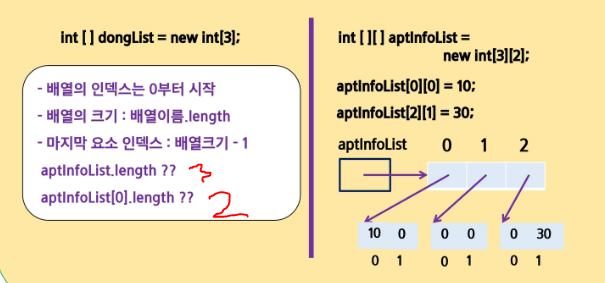 int [ ] dongList = new int[3];
- 배열의 인덱스는 0부터 시작
- 배열의 크기 : 배열이름.length
- 마지막 요소 인덱스 : 배열크기 - 1
aptInfoList.length ?? 3
aptInfoList[0].length ?? 2
int [ ][ ] aptInfoList =
new int[3][2];
aptInfoList[0][0] = 10;
aptInfoList[2][1] = 30;
aptInfoList 0 1 2
10 0 0 0 0 30
0 1 0 1 0 1